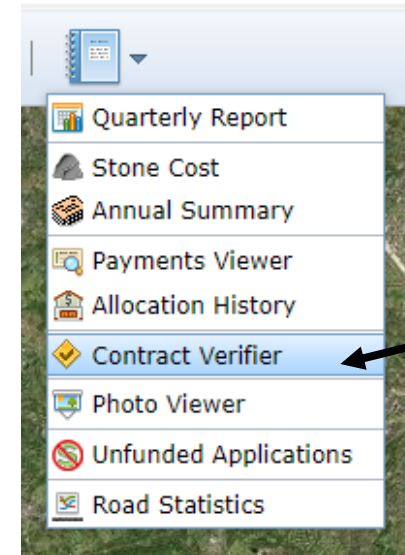 Quarterly Report
Stone Cost
Annual Summary
Payments Viewer
Allocation History
Contract Verifier
Photo Viewer
Unfunded Applications
Road Statistics